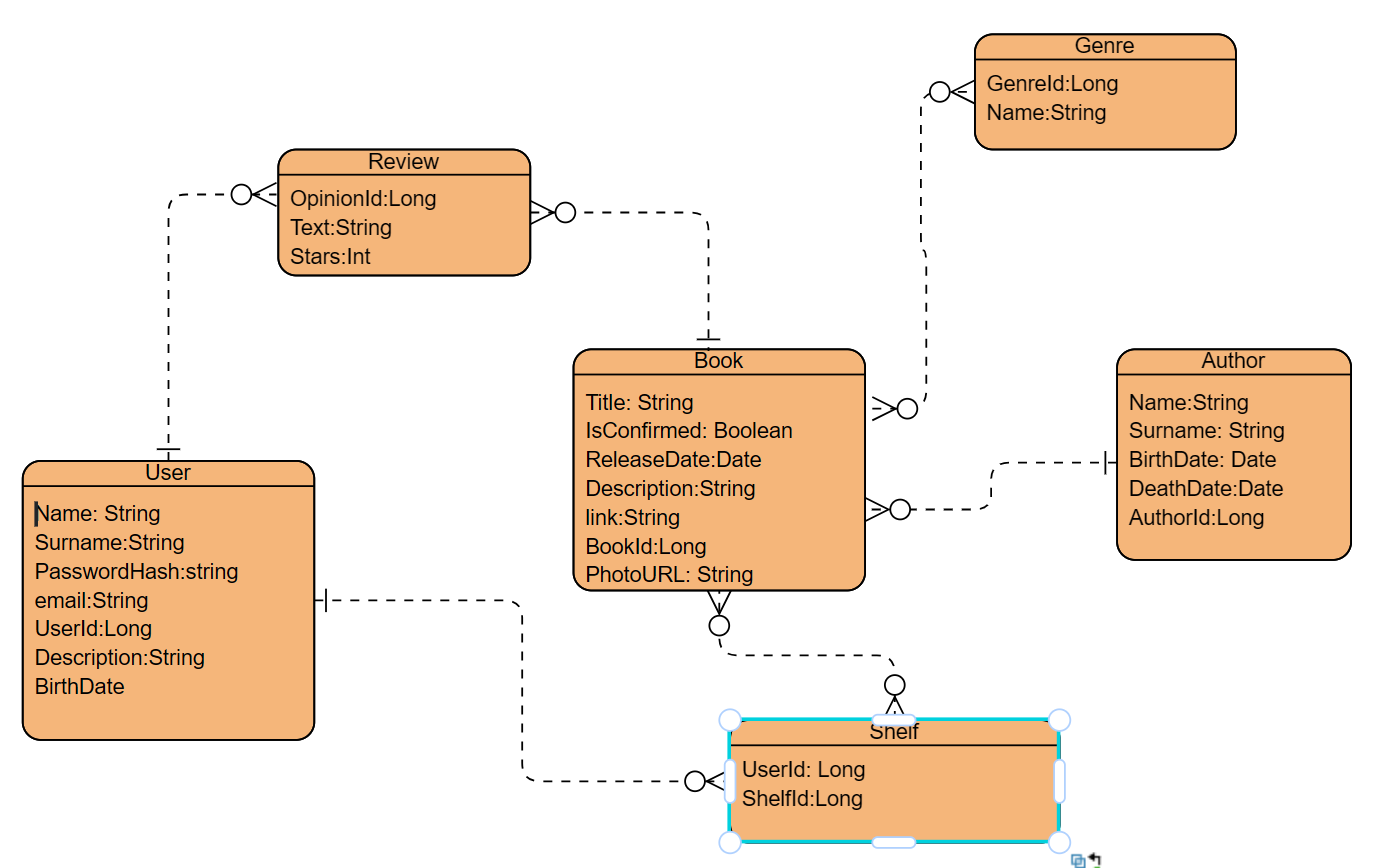 Genre
GenreId:Long
Name:String
Review
OpinionId:Long
Text:String
Stars:Int
Book
Title: String
IsConfirmed: Boolean
ReleaseDate:Date
Description:String
link:String
BookId:Long
PhotoURL: String
Author
Name:String
Surname: String
BirthDate: Date
DeathDate:Date
AuthorId:Long
User
Name: String
Surname:String
PasswordHash:string
email:String
UserId:Long
Description:String
BirthDate
Shelf
UserId: Long
ShelfId:Long